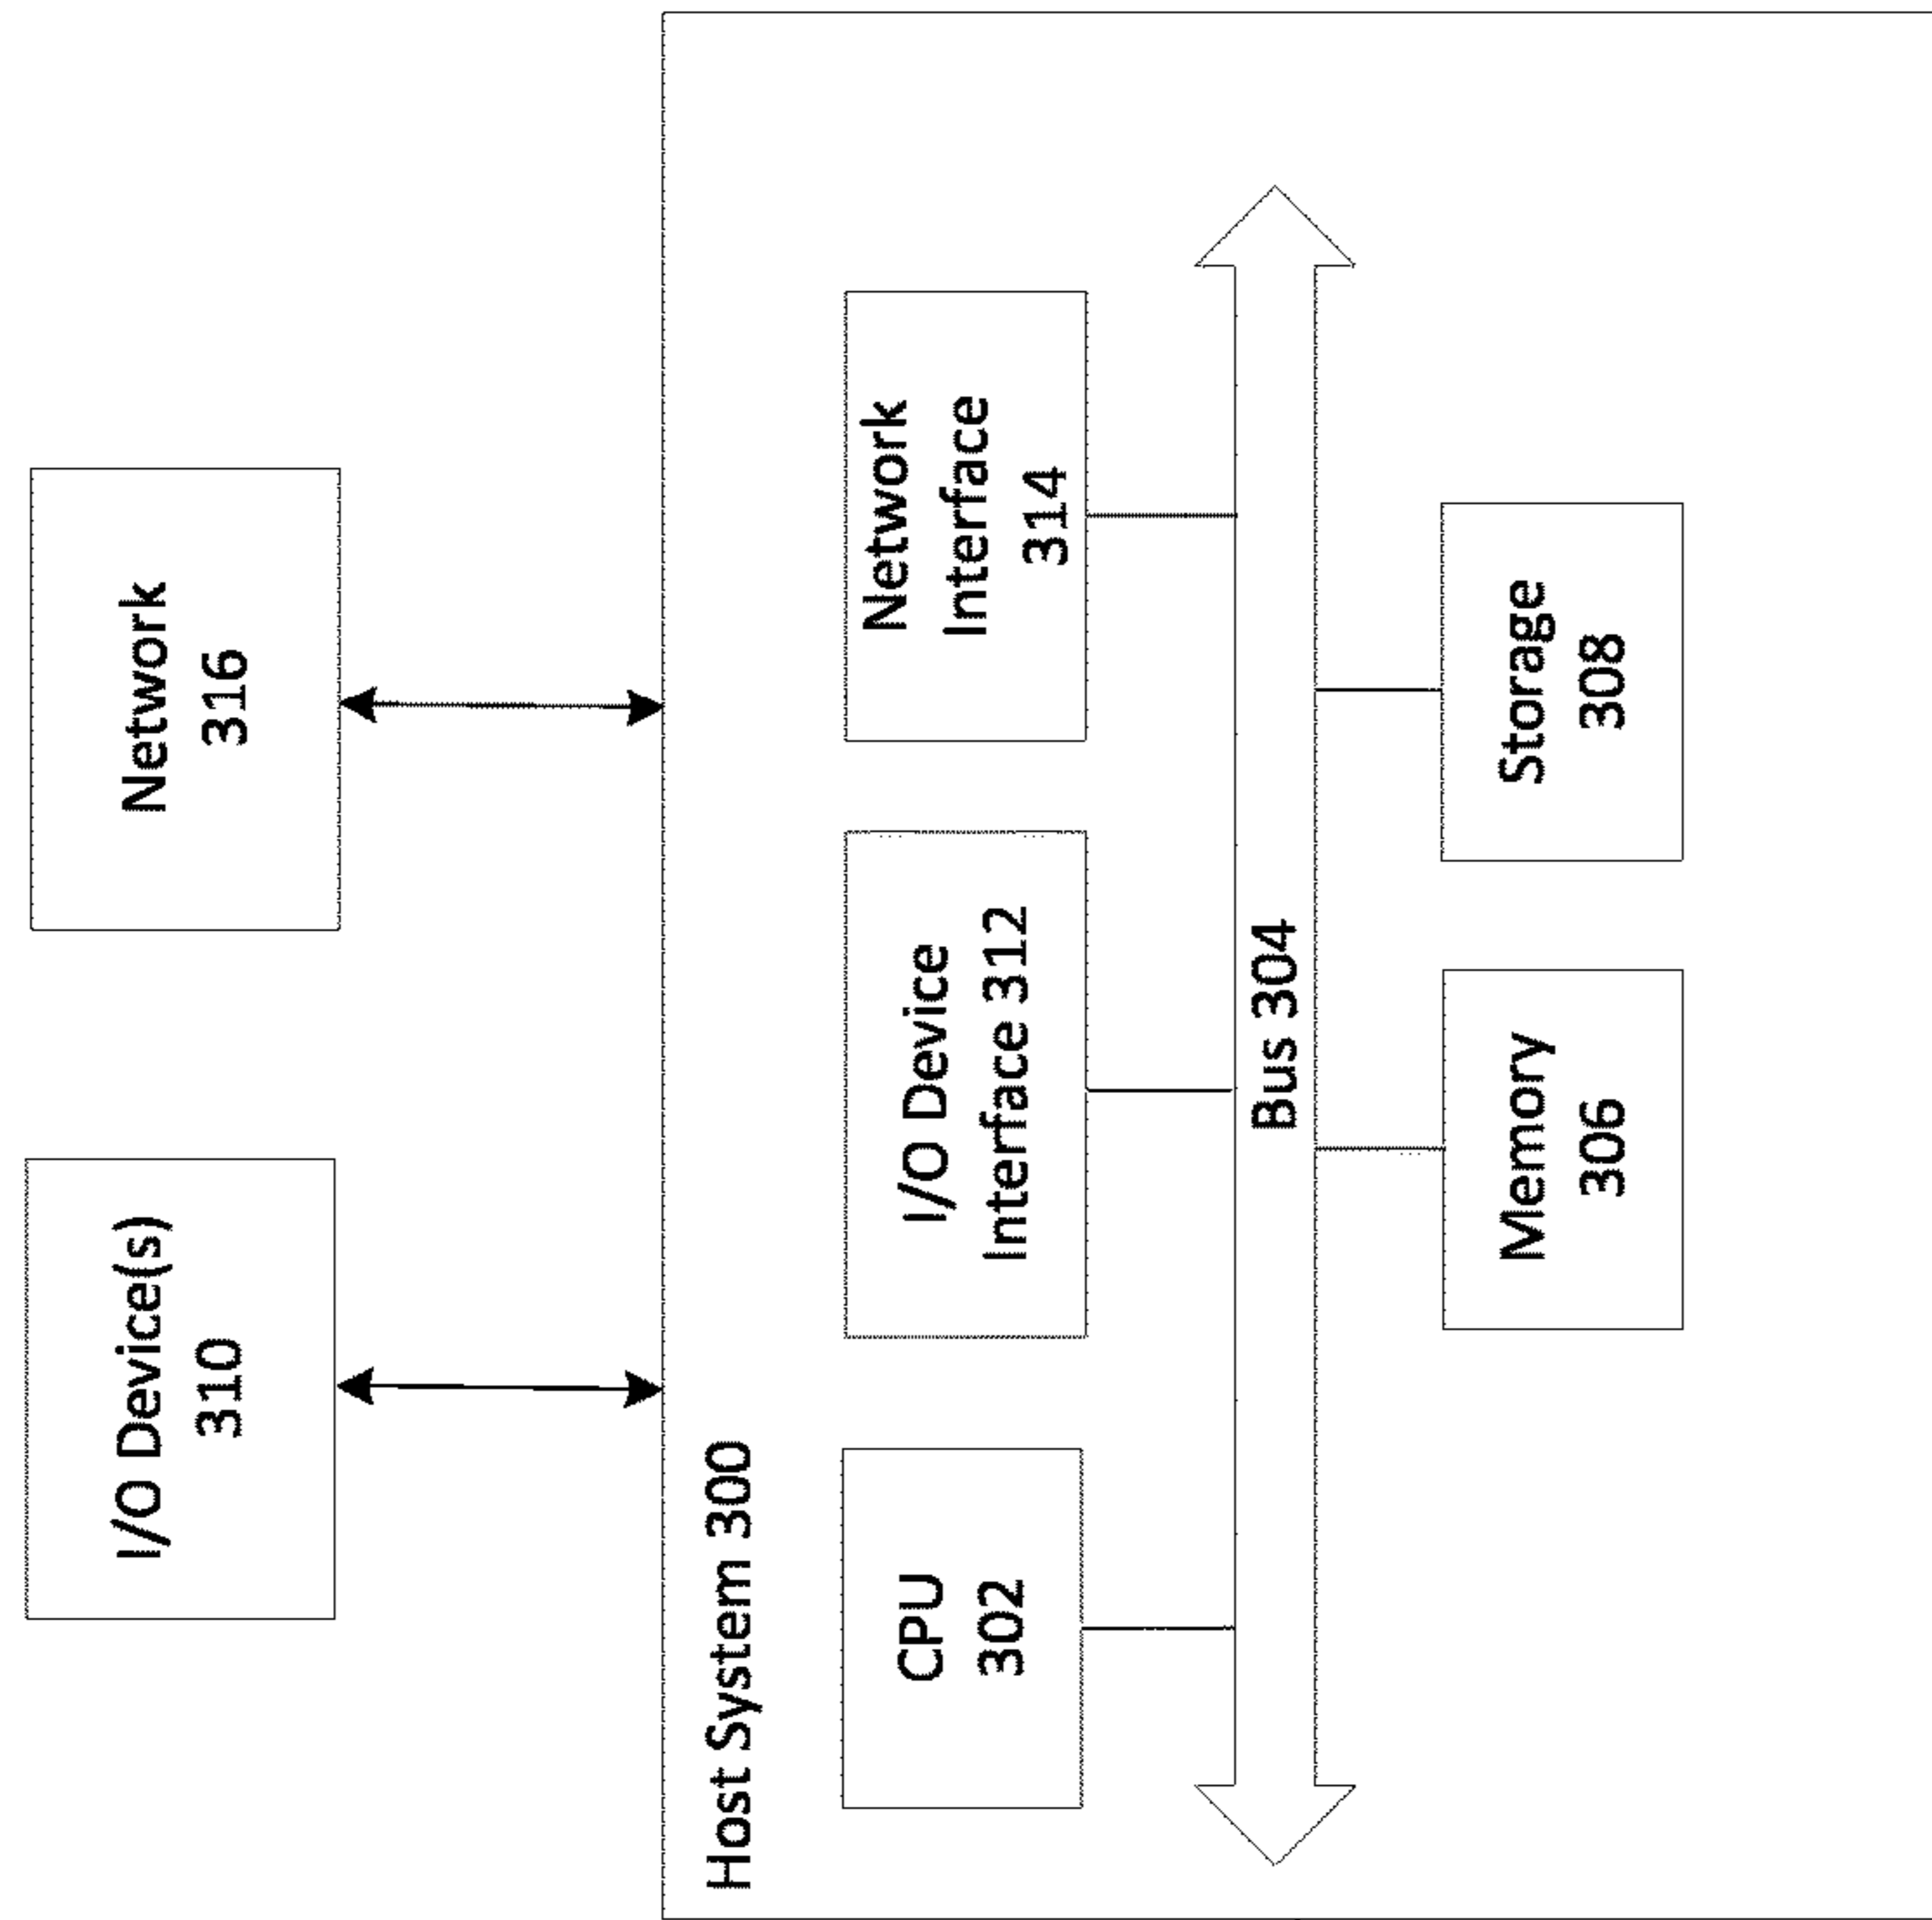 I/O Device(s)
310
Network
316
Host System 300
CPU
302
I/O Device
Interface 312
Network
Interface
314
Bus 304
Memory
306
Storage
308